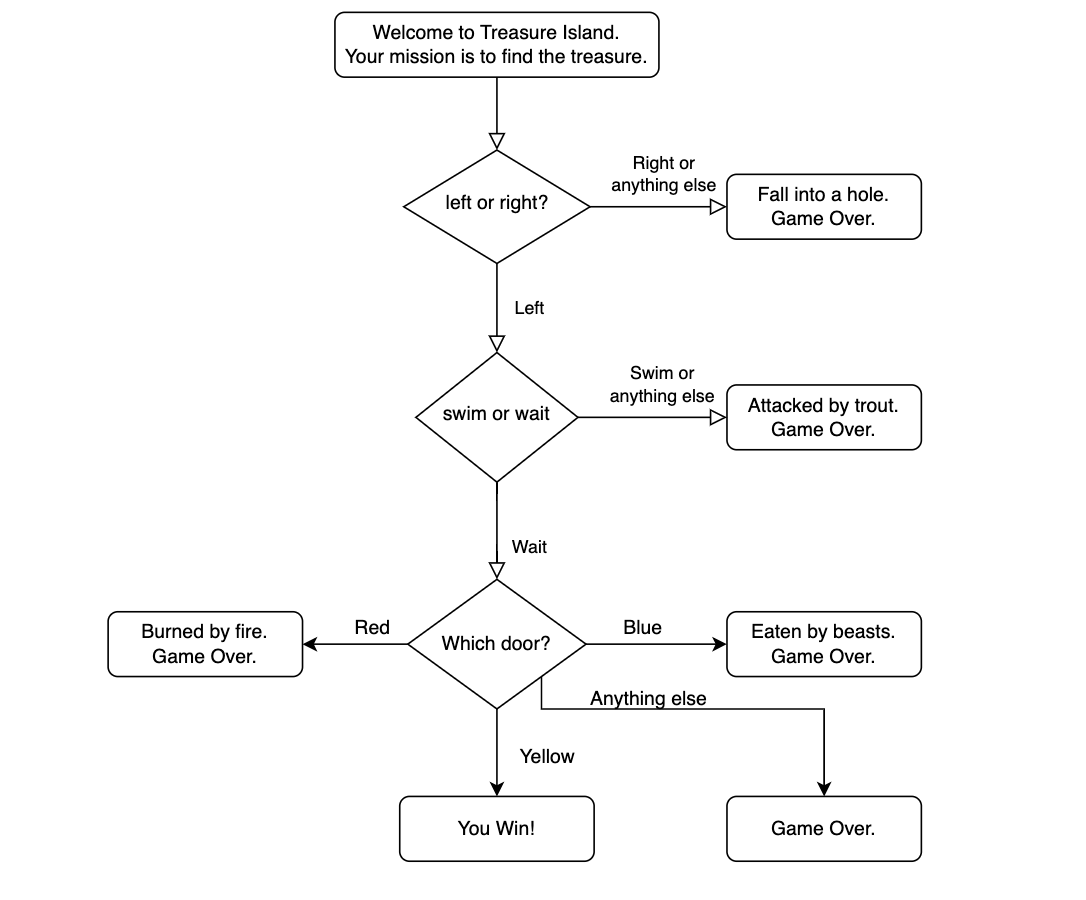 Welcome to Treasure Island.
Your mission is to find the treasure.
left or right?
Right or
anything else
Fall into a hole.
Game Over.
Left
swim or wait
Swim or
anything else
Attacked by trout.
Game Over.
Wait
Burned by fire.
Game Over.
Red
Which door?
Blue
Eaten by beasts.
Game Over.
Anything else
Yellow
You Win!
Game Over.